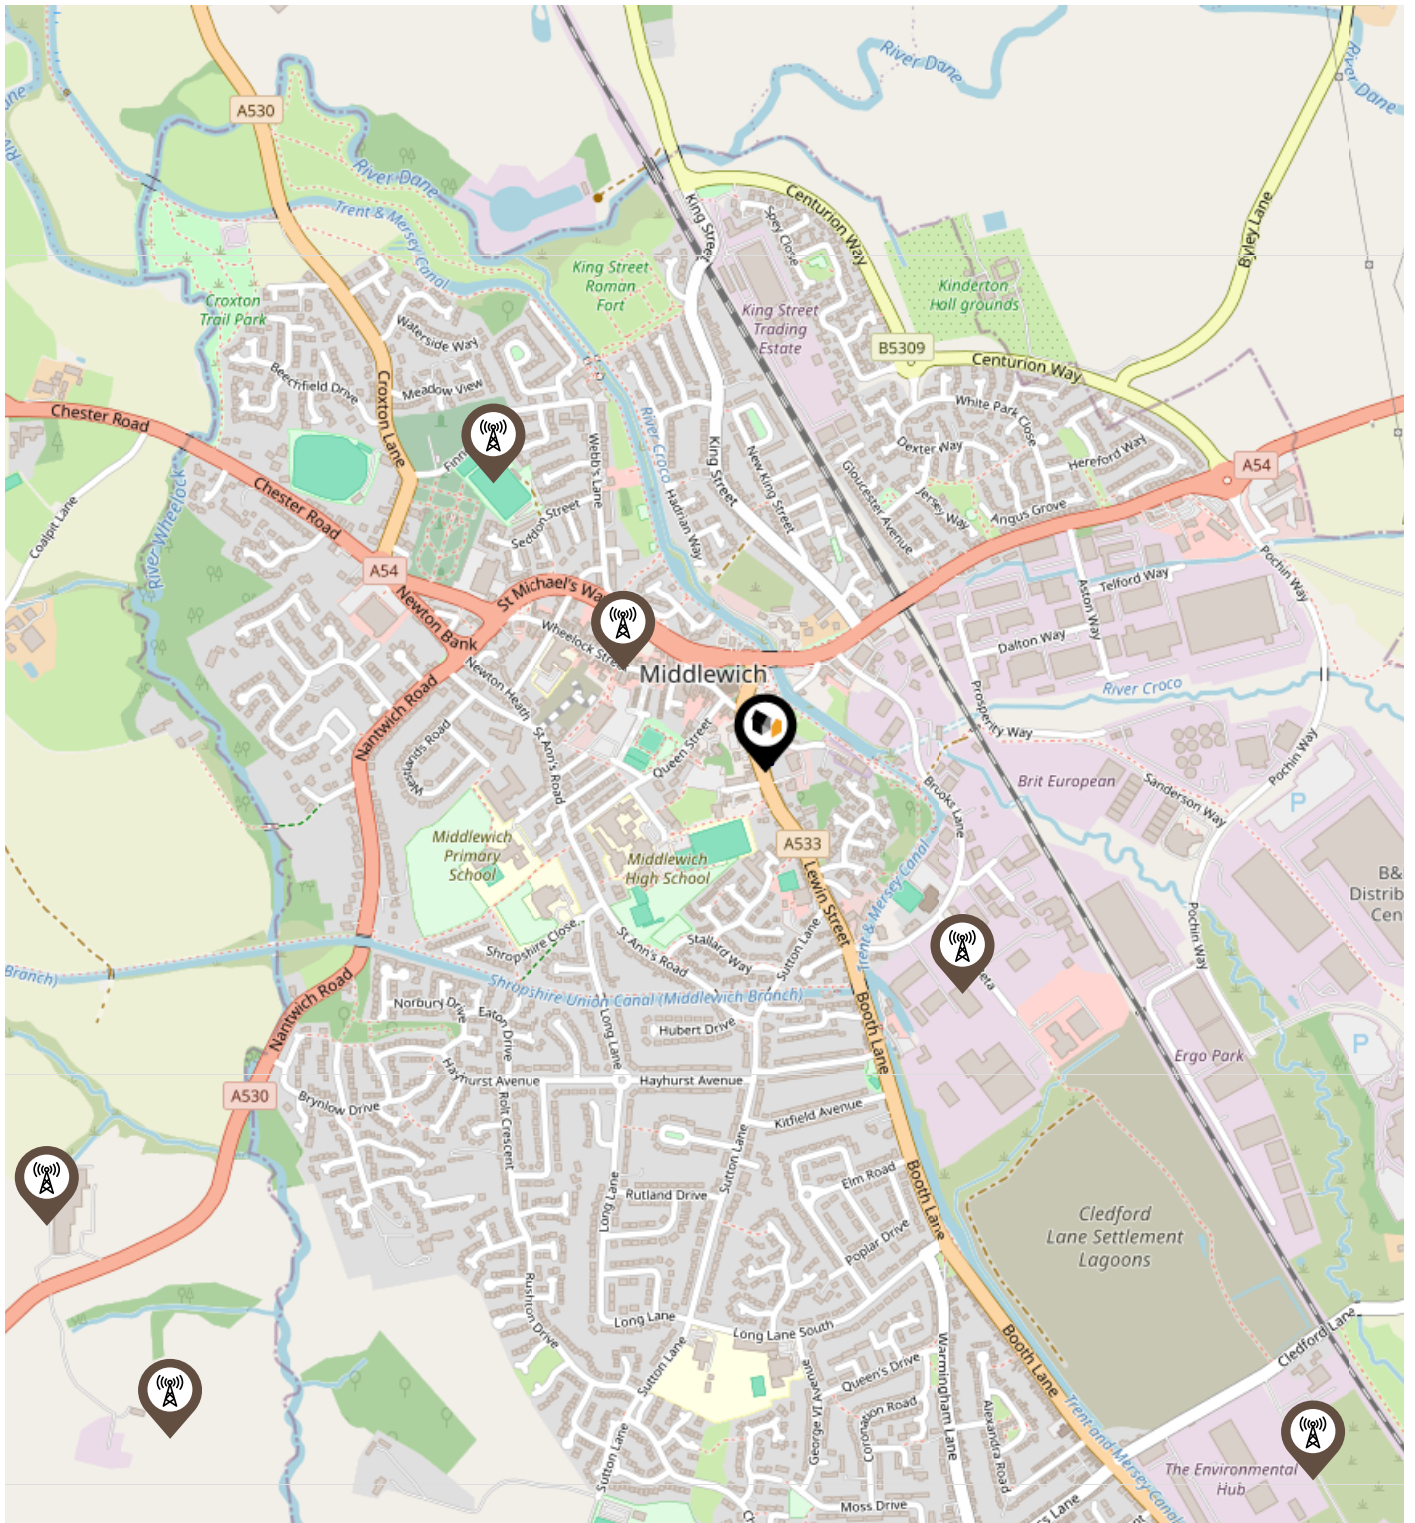 River Dane
River Dane
A530
River Dane
Trent & Mersey Canal
King Street
Spey Close
Centurion Way
Byley Lane
King Street
Roman
Fort
Kinderton
Hall grounds
Croxton
Trail Park
King Street
Trading
Estate
Waterside Way
B5309
Centurion Way
Beechfield Drive
Meadow View
Croxton Lane
White Park Close
Chester Road
River Croco
Webb's Lane
King Street
New King Street
Dexter Way
Hereford Way
Gloucester Avenue
A54
Chester Road
Coalpit Lane
Hadrian Way
Jersey Way
Angus Grove
Seddon Street
River Wheelock
A54
St Michael's Wa
Pochin Way
Telford Way
Aston Way
Newton Bank
Wheelock Stree
Dalton Way
Middlewich
Newton Heath
River Croco
Nantwich Road
Prosperity Way
Queen Street
St Ann's Road
Westlands Road
Pochin Way
Brit European
Sanderson Way
Brooks Lane
P
Middlewich
Primary
School
A533
Middlewich
High School
B&
Distrib
Cen
Lewin Street
Trent & Mersey Canal
Shropshire Close
St Ann's Road
Stallard Way
Sutton Lane
Pochin Way
Branch)
Nantwich Road
Shropshire Union Canal (Middlewich Branch)
eta
Norbury Drive
Eaton Drive
Long Lane
Hubert Drive
Booth Lane
P
Ergo Park
Hayhurst Avenue
Hayhurst Avenue
A530
Brynlow Drive
Rolt Crescent
Kitfield Avenue
Sutton Lane
Elm Road
Booth Lane
Rutland Drive
Long Lane
Poplar Drive
Cledford
Lane Settlement
Lagoons
Rushton Drive
Long Lane
Long Lane South
Cledford Lane
Booth Lane
Sutton Lane
Queen's Drive
Warmingham Lane
George VI Avenue
Coronation Road
Alexandra Road
Trent and Mersey Canal
Sutton Lane
The Environmental
Hub
Moss Drive